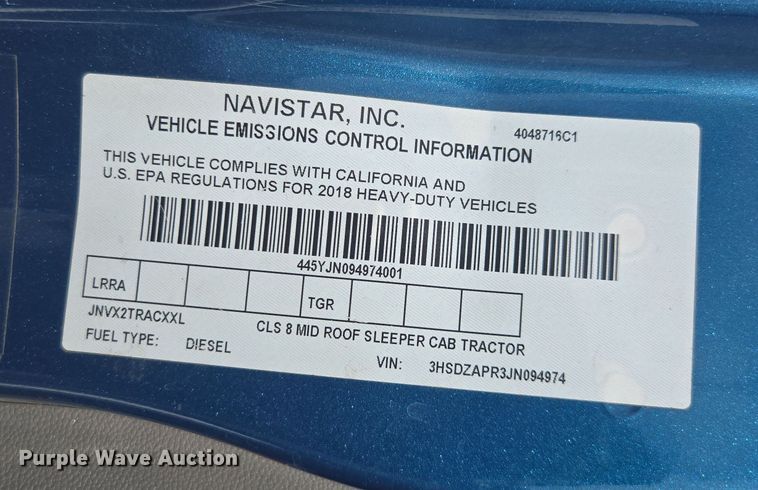 NAVISTAR, INC.
4048716C1
VEHICLE EMISSIONS CONTROL INFORMATION
THIS VEHICLE COMPLIES WITH CALIFORNIA AND
U.S. EPA REGULATIONS FOR 2018 HEAVY-DUTY VEHICLES
445YJN094974001
LRRA TGR
JNVX2TRACXXL CLS 8 MID ROOF SLEEPER CAB TRACTOR
FUEL TYPE: DIESEL VIN: 3HSDZAPR3JN094974
Purple Wave Auction